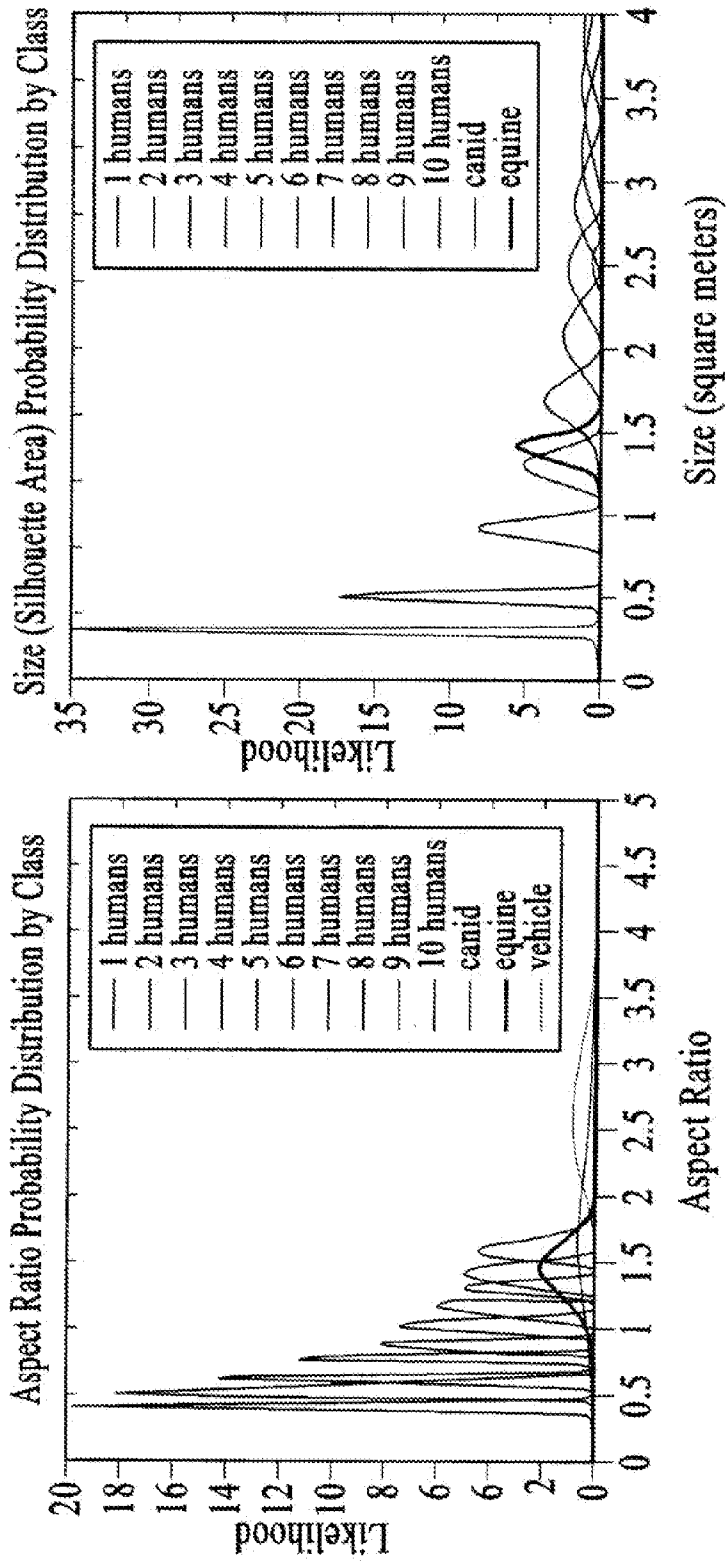 Aspect Ratio Probability Distribution by Class
20
18
16
14
12
10
8
6
4
2
0
Likelihood
1 humans
2 humans
3 humans
4 humans
5 humans
6 humans
7 humans
8 humans
9 humans
10 humans
canid
equine
vehicle
0 0.5 1 1.5 2 2.5 3 3.5 4 4.5 5
Aspect Ratio
Size (Silhouette Area) Probability Distribution by Class
35
30
25
20
15
10
5
0
Likelihood
1 humans
2 humans
3 humans
4 humans
5 humans
6 humans
7 humans
8 humans
9 humans
10 humans
canid
equine
0 0.5 1 1.5 2 2.5 3 3.5 4
Size (square meters)